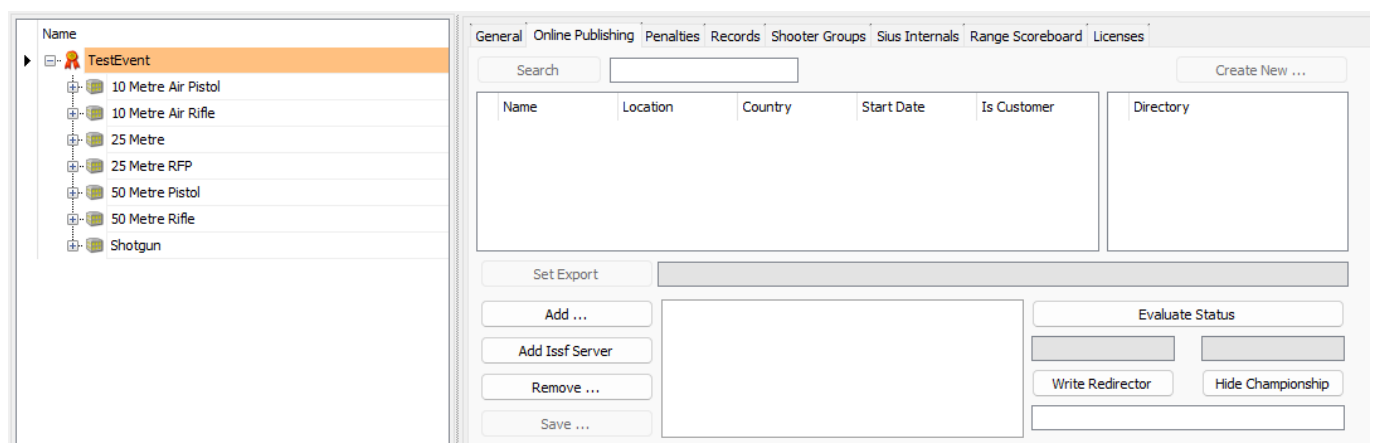 Name
TestEvent
10 Metre Air Pistol
10 Metre Air Rifle
25 Metre
25 Metre RFP
50 Metre Pistol
50 Metre Rifle
Shotgun
General Online Publishing Penalties Records Shooter Groups Sius Internals Range Scoreboard Licenses
Search Create New ...
Name Location Country Start Date Is Customer Directory
Set Export
Add ... Evaluate Status
Add Issf Server
Remove ... Write Redirector Hide Championship
Save ...